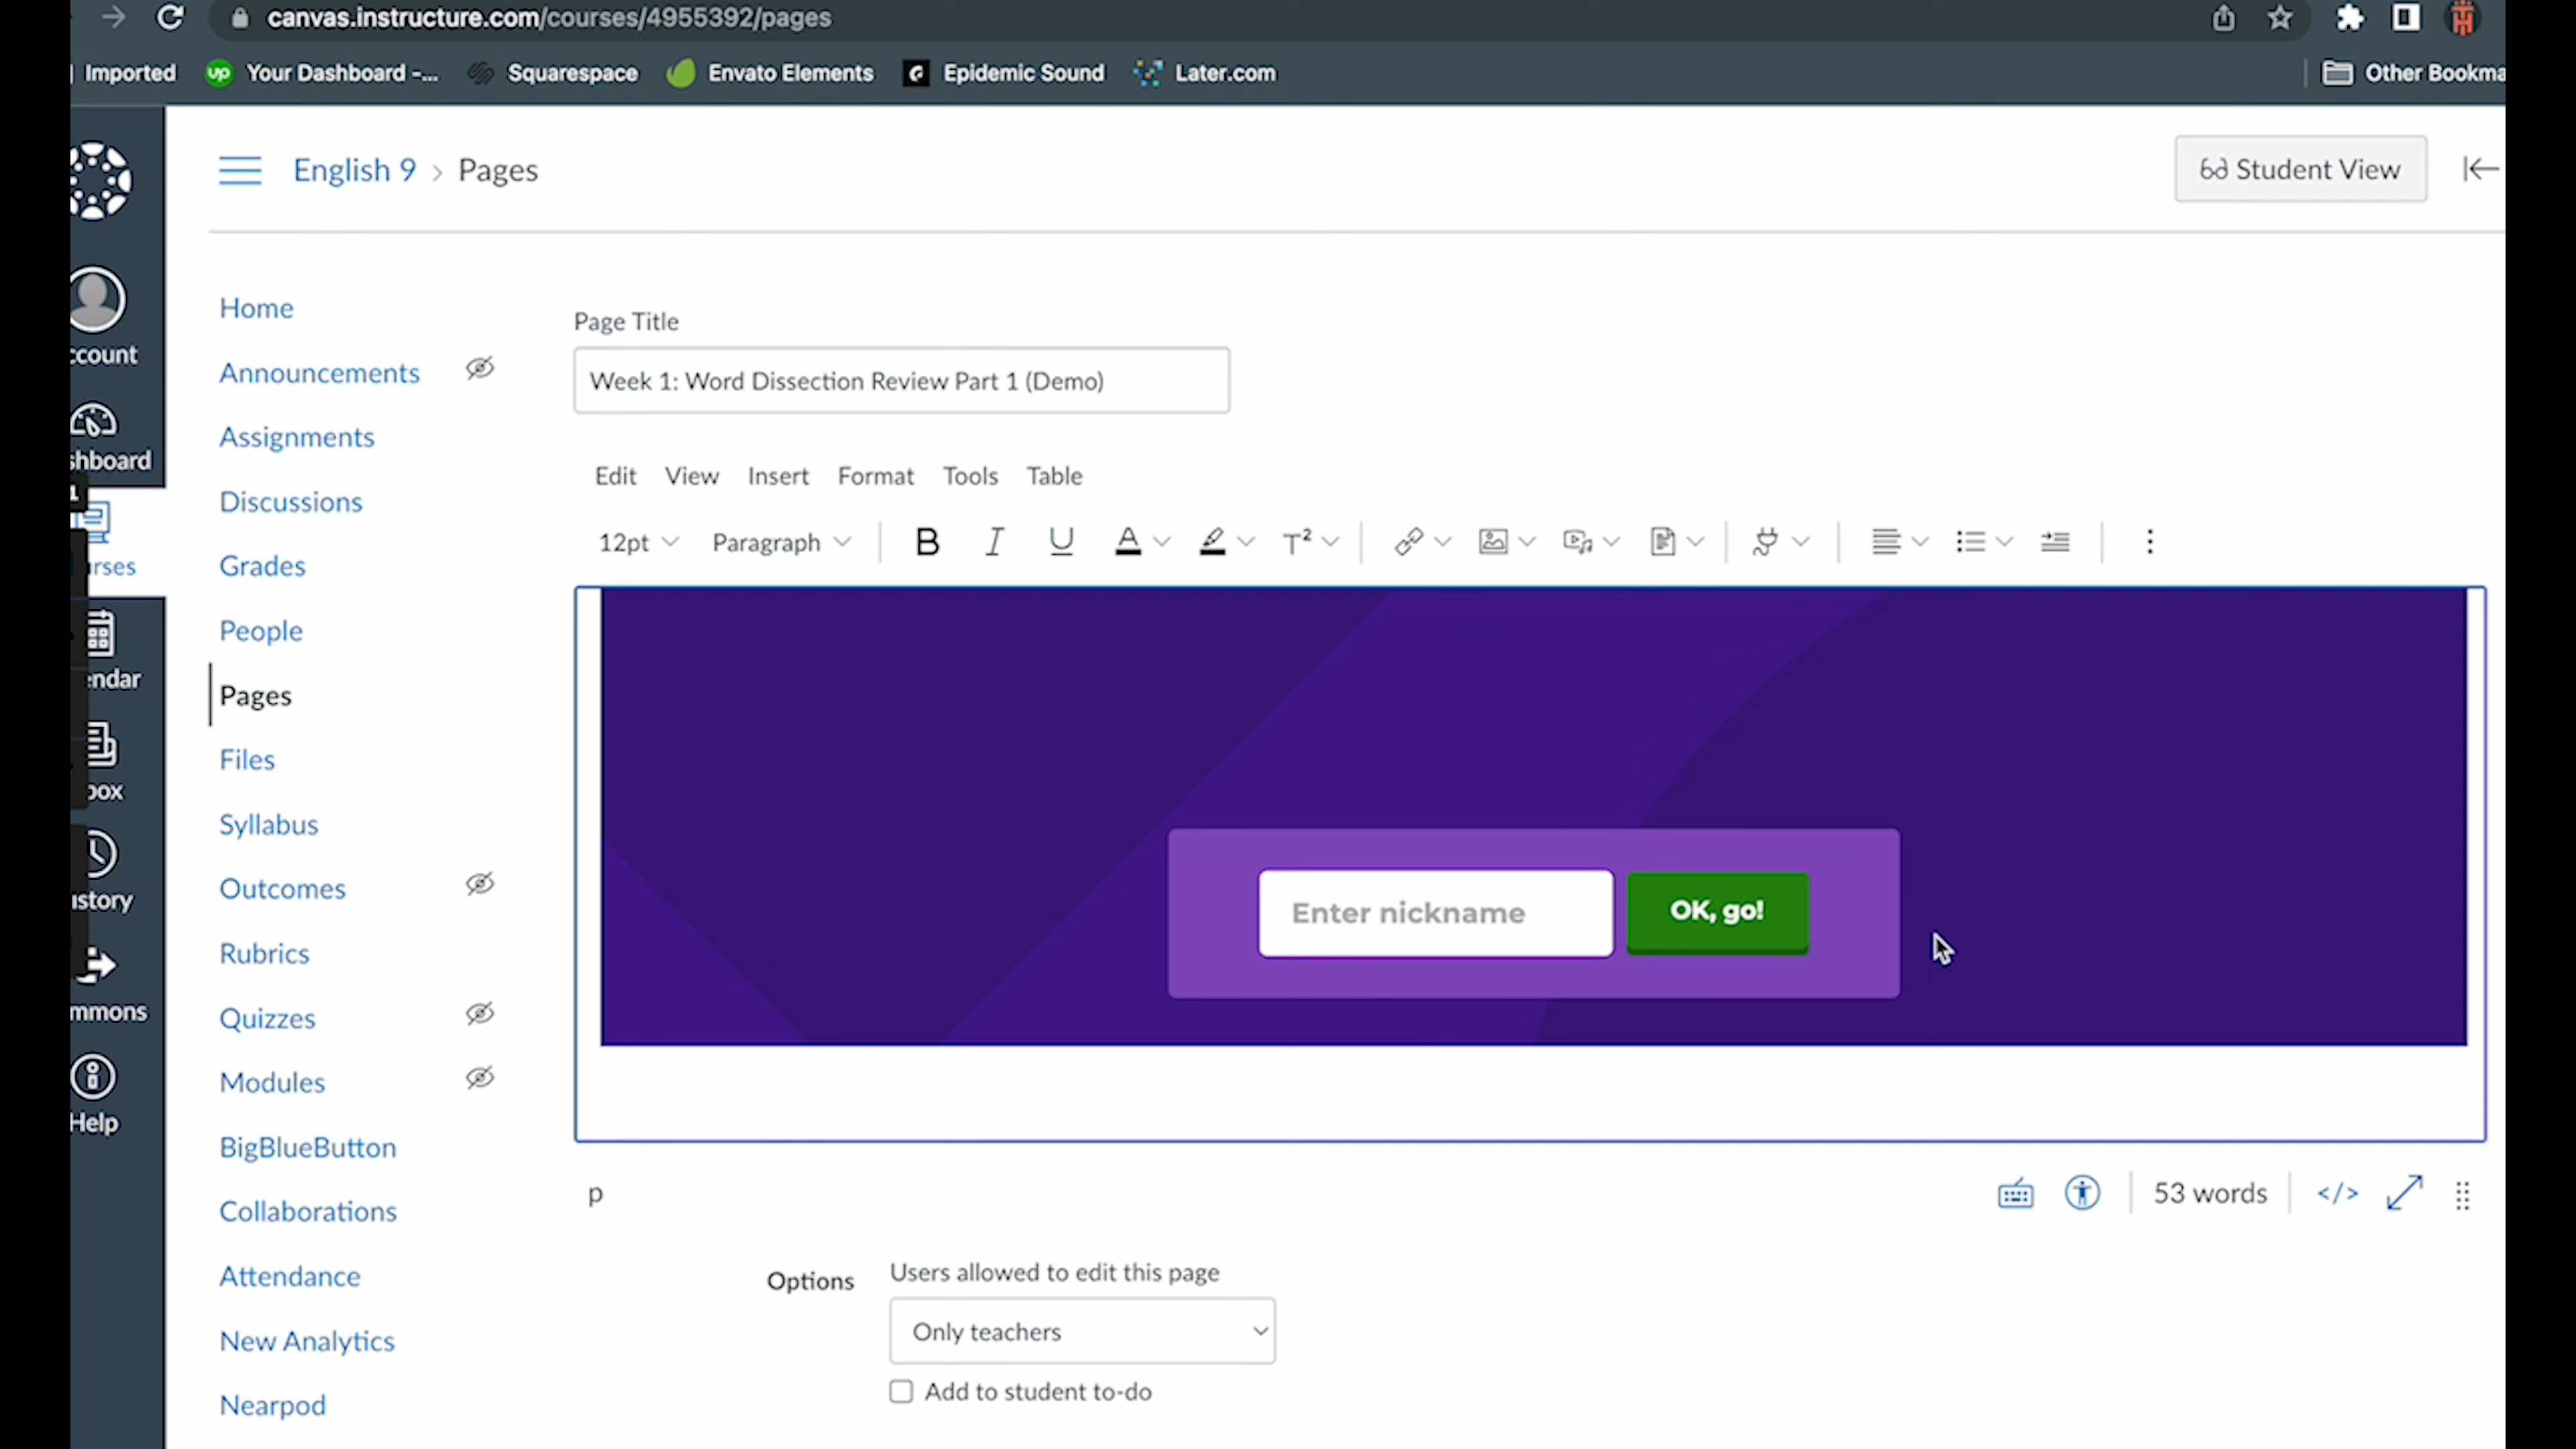 canvas.instructure.com/courses/4955392/pages
Imported
up Your Dashboard -...
Squarespace
Envato Elements
Epidemic Sound
Later.com
Other Bookma
English 9 > Pages
Student View
ccount
shboard
1
rses
ndar
box
istory
mmons
Help
Home
Announcements
Assignments
Discussions
Grades
People
Pages
Files
Syllabus
Outcomes
Rubrics
Quizzes
Modules
BigBlueButton
Collaborations
Attendance
New Analytics
Nearpod
Page Title
Week 1: Word Dissection Review Part 1 (Demo)
Edit View Insert Format Tools Table
12pt Paragraph B I U A T²
Enter nickname
OK, go!
p
53 words </>
Options
Users allowed to edit this page
Only teachers
Add to student to-do